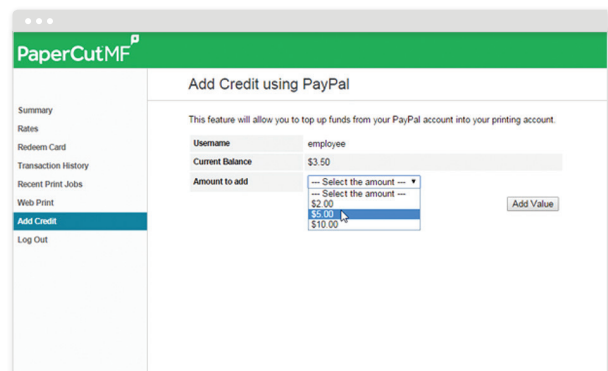 PaperCutMF
Add Credit using PayPal
Summary
Rates
Redeem Card
Transaction History
Recent Print Jobs
Web Print
Add Credit
Log Out
This feature will allow you to top up funds from your PayPal account into your printing account.
Username employee
Current Balance $3.50
Amount to add --- Select the amount ---
--- Select the amount ---
$2.00
$5.00
$10.00
Add Value